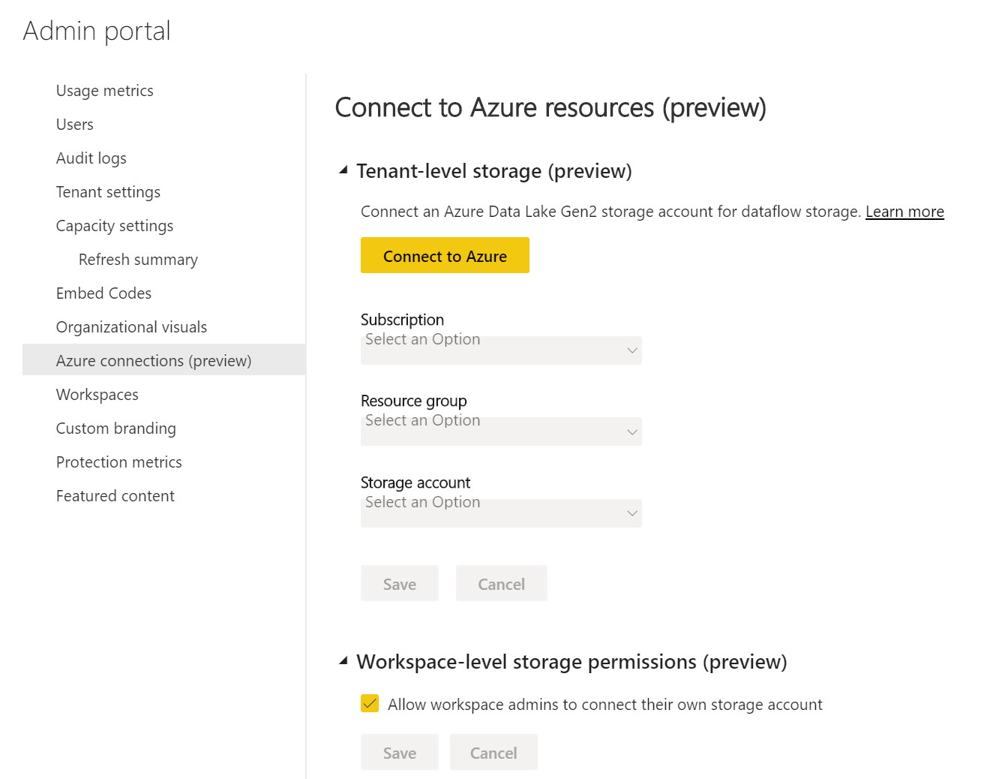 Admin portal
Usage metrics
Users
Audit logs
Tenant settings
Capacity settings
Refresh summary
Embed Codes
Organizational visuals
Azure connections (preview)
Workspaces
Custom branding
Protection metrics
Featured content
Connect to Azure resources (preview)
Tenant-level storage (preview)
Connect an Azure Data Lake Gen2 storage account for dataflow storage. Learn more
Connect to Azure
Subscription
Select an Option
Resource group
Select an Option
Storage account
Select an Option
Save Cancel
Workspace-level storage permissions (preview)
Allow workspace admins to connect their own storage account
Save Cancel